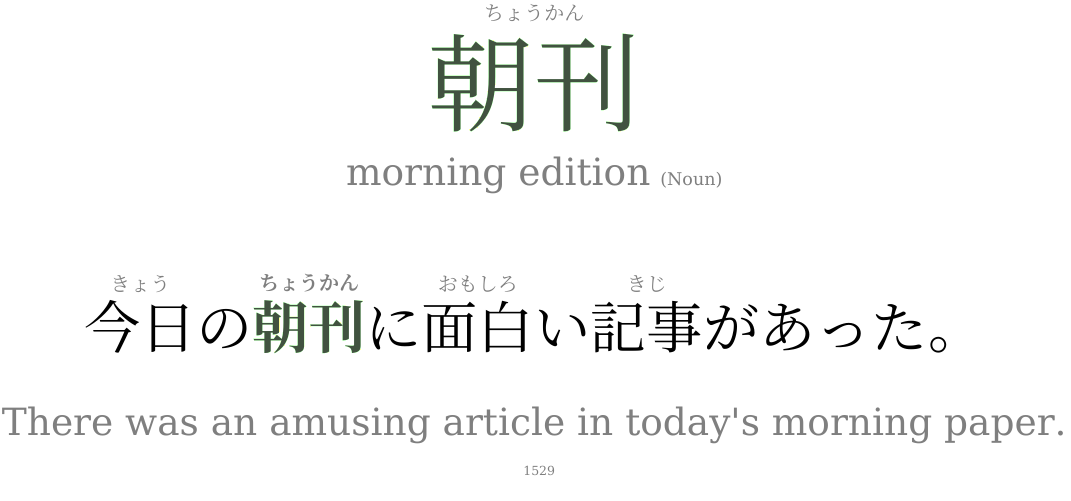 ちょうかん
朝刊
morning edition (Noun)
きょう ちょうかん おもしろ きじ
今日の朝刊に面白い記事があった。
There was an amusing article in today's morning paper.
1529